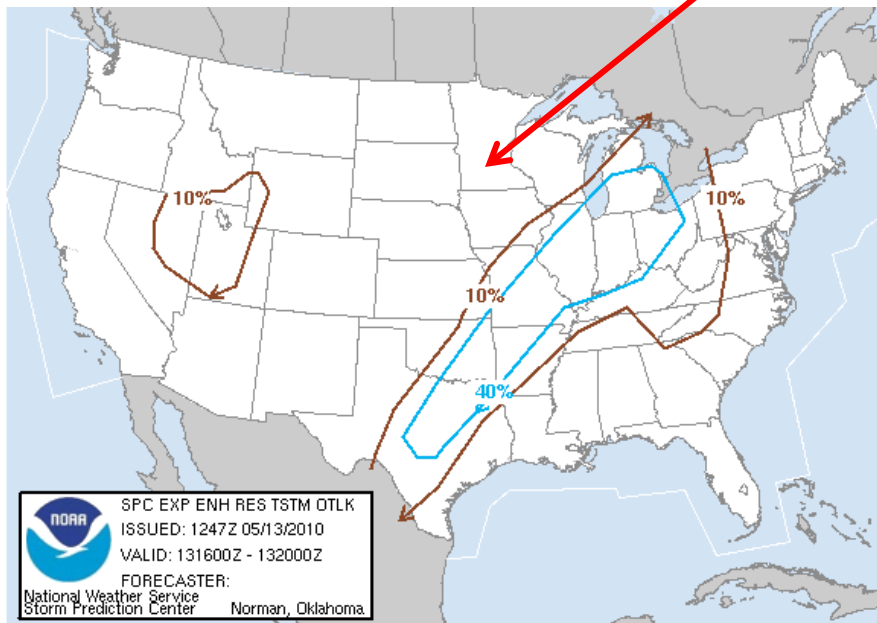 10%
10%
10%
40%
NOAA
SPC EXP ENH RES TSTM OTLK
ISSUED: 1247Z 05/13/2010
VALID: 131600Z - 132000Z
FORECASTER:
National Weather Service
Storm Prediction Center Norman, Oklahoma